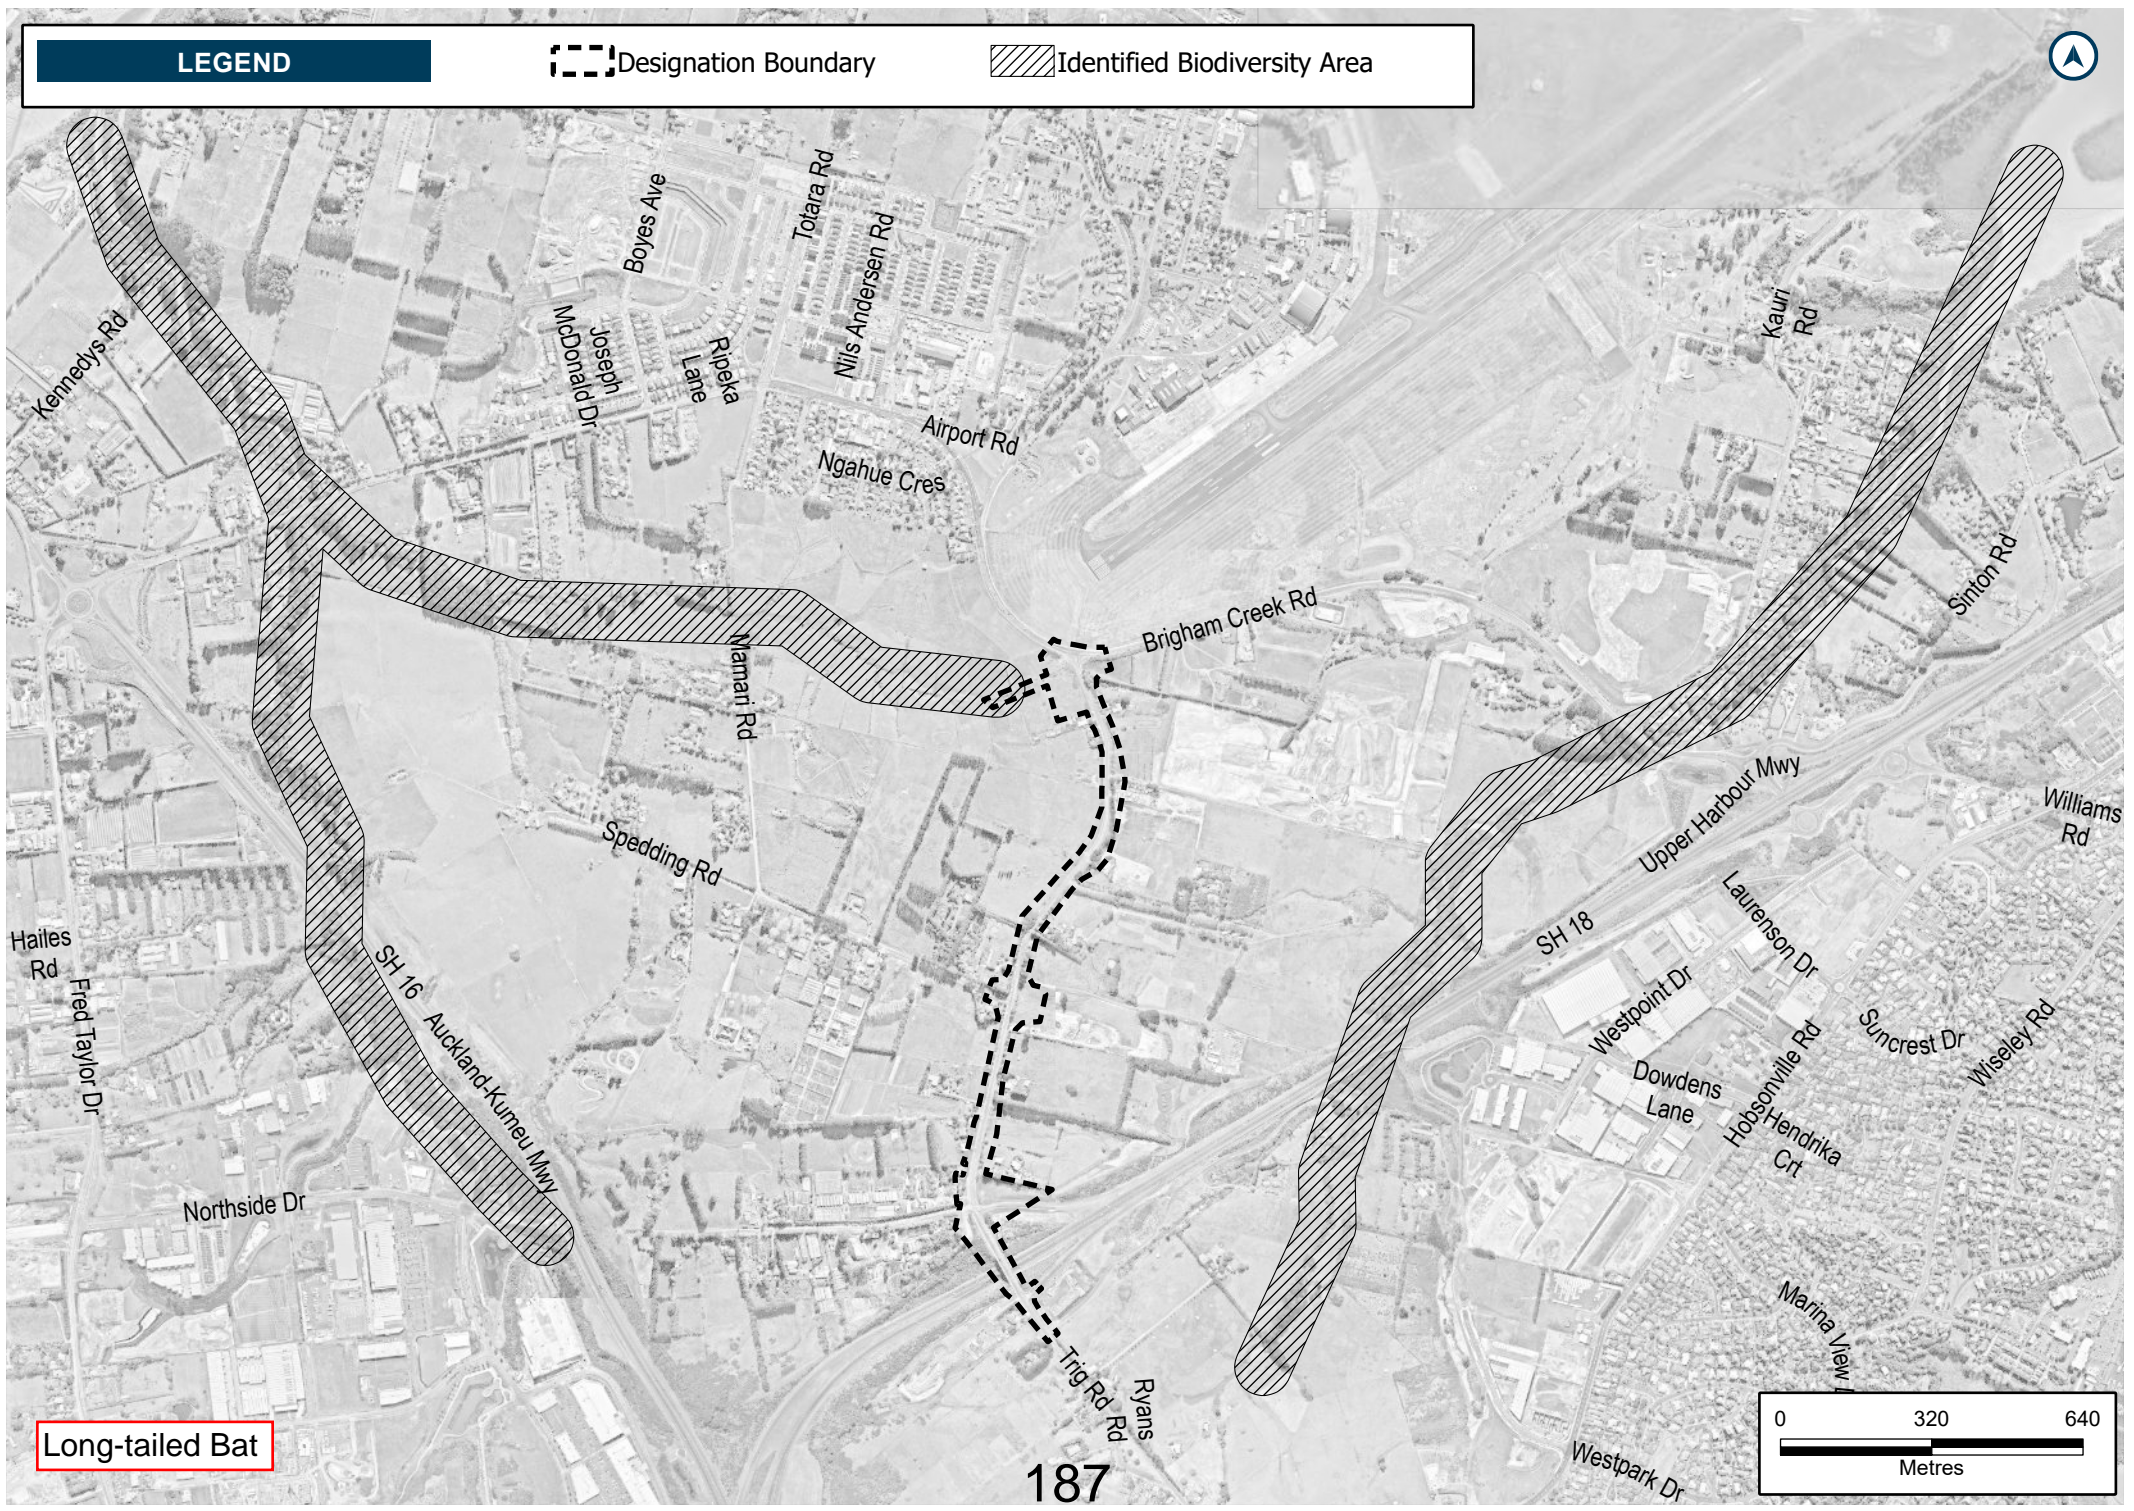 LEGEND
Designation Boundary
Identified Biodiversity Area
Boyes Ave
Totara Rd
Nils Andersen Rd
Kauri
Rd
Kennedys Rd
Joseph
McDonald Dr
Ripeka
Lane
Airport Rd
Ngahue Cres
Sinton Rd
Brigham Creek Rd
Mamari Rd
Upper Harbour Mwy
Williams
Rd
Spedding Rd
Laurenson Dr
Hailes
Rd
SH 18
SH 16
Fred Taylor Dr
Auckland-Kumeu Mwy
Westpoint Dr
Suncrest Dr
Wiseley Rd
Dowdens
Lane
Hobsonville Rd
Hendrika
Crt
Northside Dr
Marina View
Trig Rd
Ryans
Rd
Westpark Dr
Long-tailed Bat
0 320 640
Metres
187